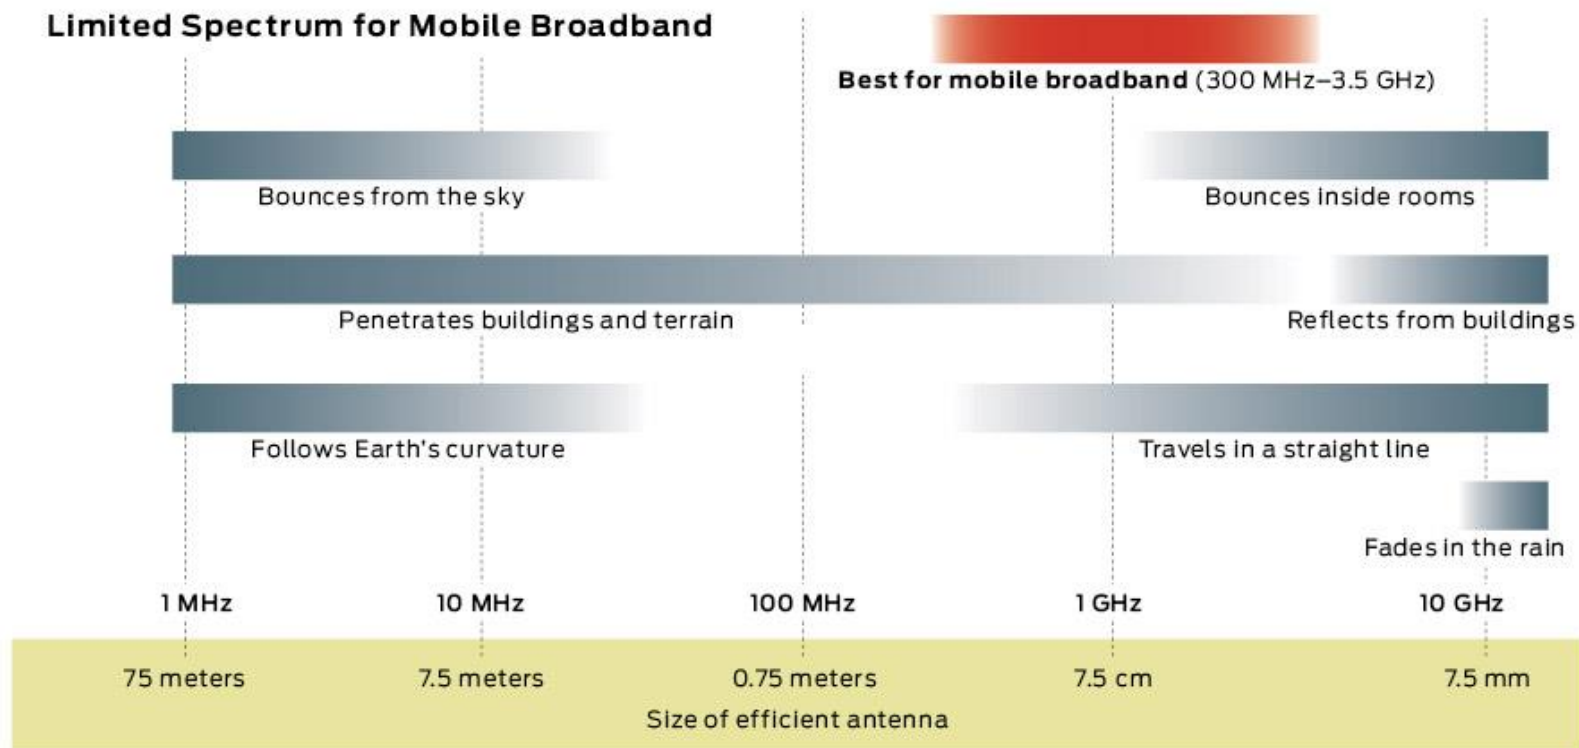 Limited Spectrum for Mobile Broadband
Best for mobile broadband (300 MHz–3.5 GHz)
Bounces from the sky
Bounces inside rooms
Penetrates buildings and terrain
Reflects from buildings
Follows Earth's curvature
Travels in a straight line
Fades in the rain
1 MHz 10 MHz 100 MHz 1 GHz 10 GHz
75 meters 7.5 meters 0.75 meters 7.5 cm 7.5 mm
Size of efficient antenna